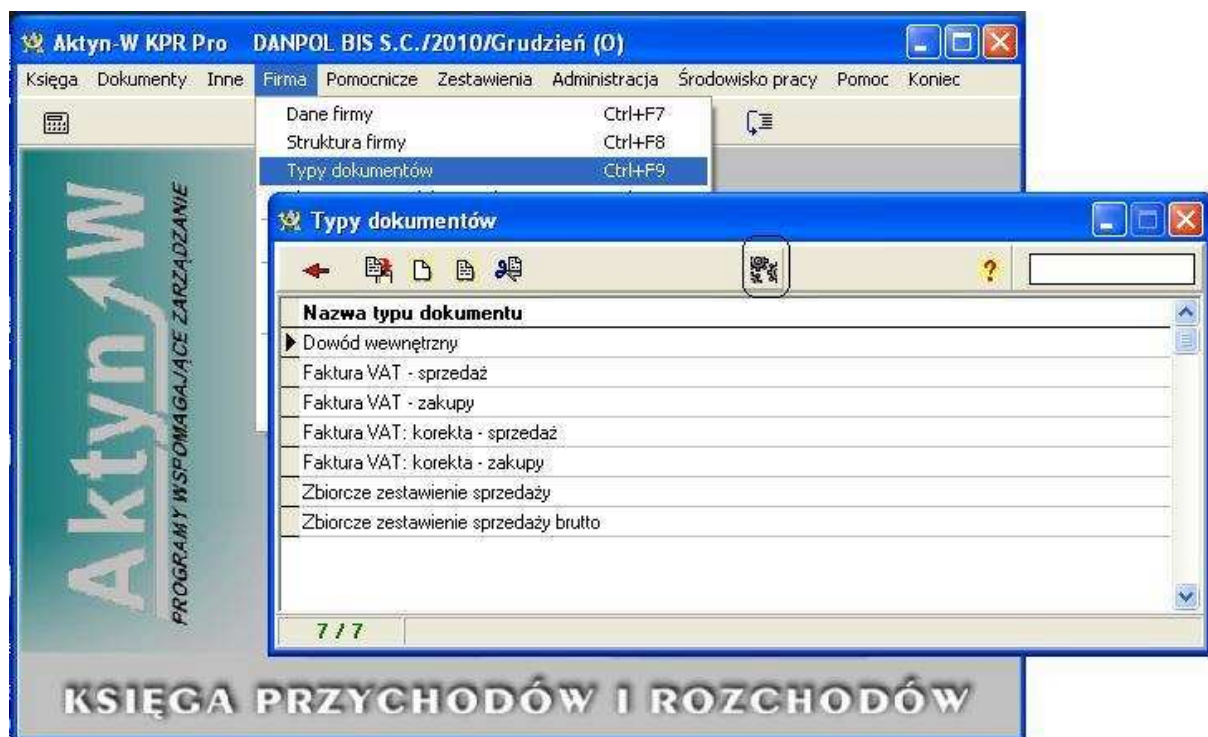 Aktyn-W KPR Pro DANPOL BIS S.C./2010/Grudzień (O)
Księga Dokumenty Inne Firma Pomocnicze Zestawienia Administracja Środowisko pracy Pomoc Koniec
Dane firmy Ctrl+F7
Struktura firmy Ctrl+F8
Typy dokumentów Ctrl+F9
Typy dokumentów
?
Nazwa typu dokumentu
Dowód wewnętrzny
Faktura VAT - sprzedaż
Faktura VAT - zakupy
Faktura VAT: korekta - sprzedaż
Faktura VAT: korekta - zakupy
Zbiorcze zestawienie sprzedaży
Zbiorcze zestawienie sprzedaży brutto
7 / 7
Aktyn W
PROGRAMY WSPOMAGAJĄCE ZARZĄDZANIE
KSIĘGA PRZYCHODÓW I ROZCHODÓW